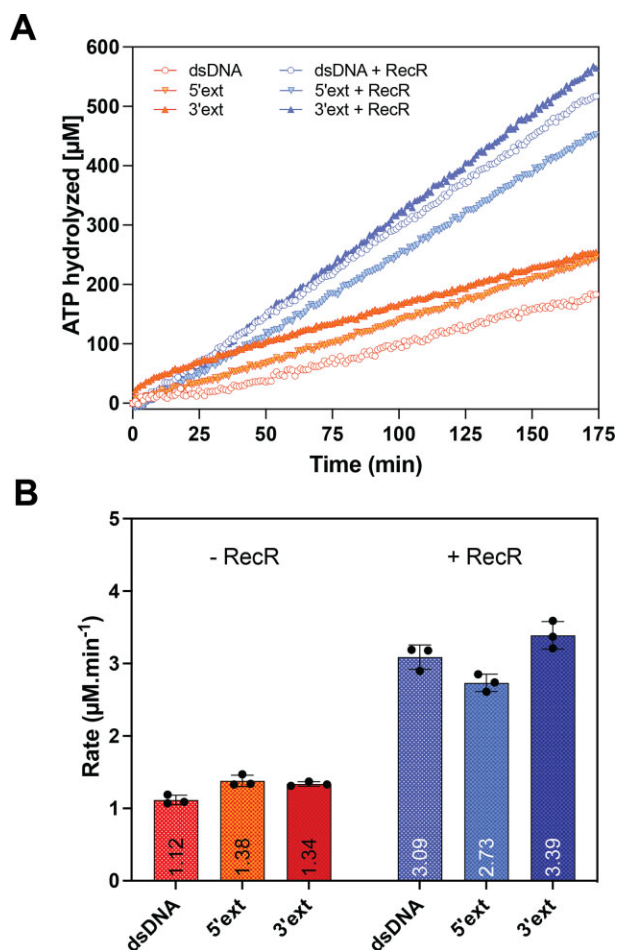 A
600
500
400
300
200
100
0
ATP hydrolyzed [µM]
dsDNA
5'ext
3'ext
dsDNA + RecR
5'ext + RecR
3'ext + RecR
0 25 50 75 100 125 150 175
Time (min)
B
5
4
3
2
1
0
Rate (µM.min⁻¹)
- RecR + RecR
1.12 1.38 1.34 3.09 2.73 3.39
dsDNA 5'ext 3'ext dsDNA 5'ext 3'ext